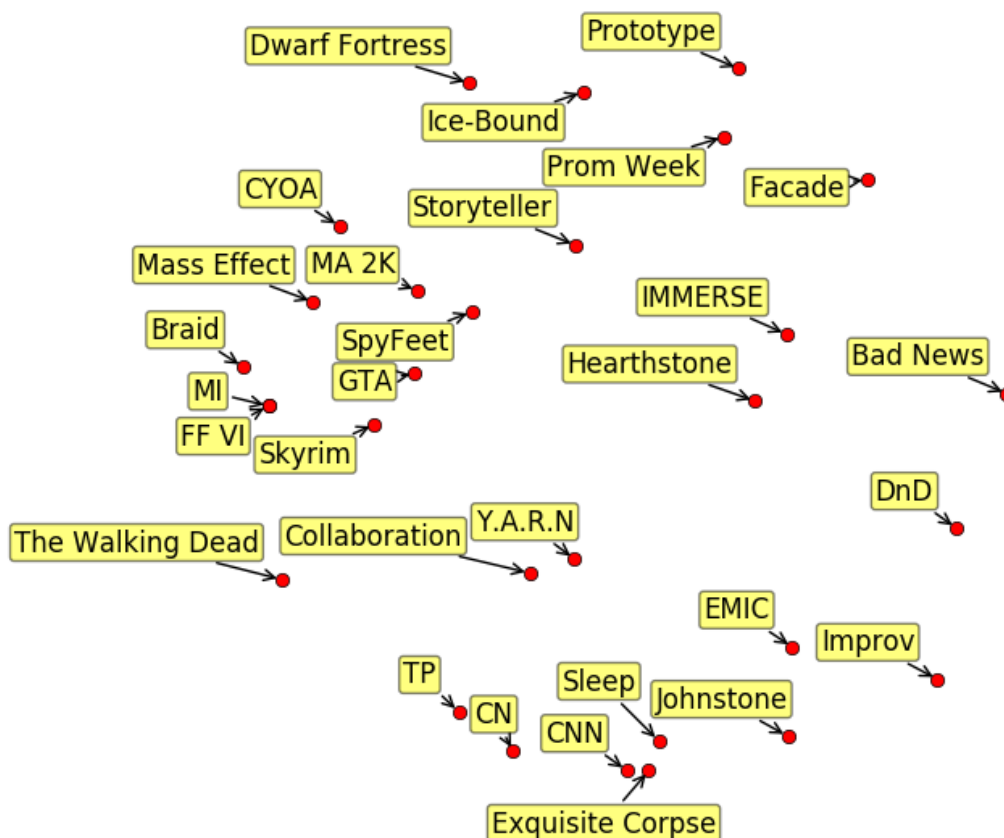 Prototype
Dwarf Fortress
Ice-Bound
Prom Week
CYOA
Facade
Storyteller
Mass Effect
MA 2K
IMMERSE
Braid
SpyFeet
Hearthstone
Bad News
GTA
MI
FF VI
Skyrim
DnD
Y.A.R.N
The Walking Dead
Collaboration
EMIC
Improv
TP
Sleep
Johnstone
CN
CNN
Exquisite Corpse